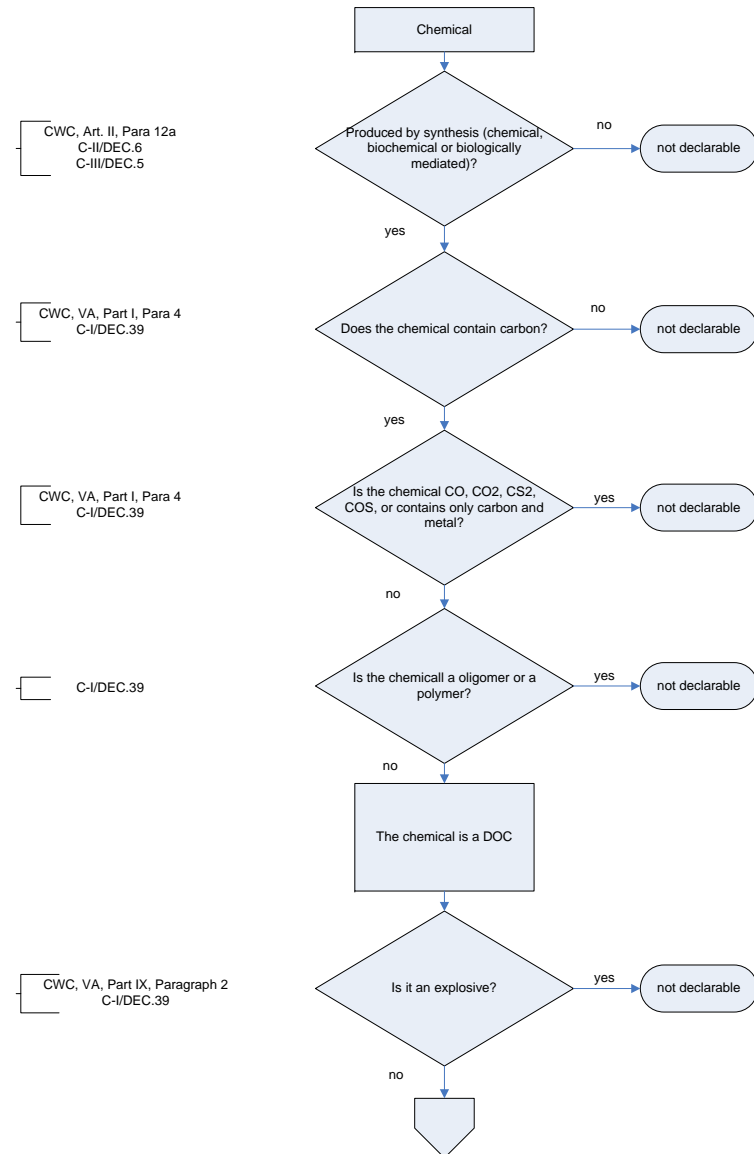 Chemical
CWC, Art. II, Para 12a
C-II/DEC.6
C-III/DEC.5
Produced by synthesis (chemical,
biochemical or biologically
mediated)?
no
not declarable
yes
CWC, VA, Part I, Para 4
C-I/DEC.39
Does the chemical contain carbon?
no
not declarable
yes
CWC, VA, Part I, Para 4
C-I/DEC.39
Is the chemical CO, CO2, CS2,
COS, or contains only carbon and
metal?
yes
not declarable
no
C-I/DEC.39
Is the chemicall a oligomer or a
polymer?
yes
not declarable
no
The chemical is a DOC
CWC, VA, Part IX, Paragraph 2
C-I/DEC.39
Is it an explosive?
yes
not declarable
no